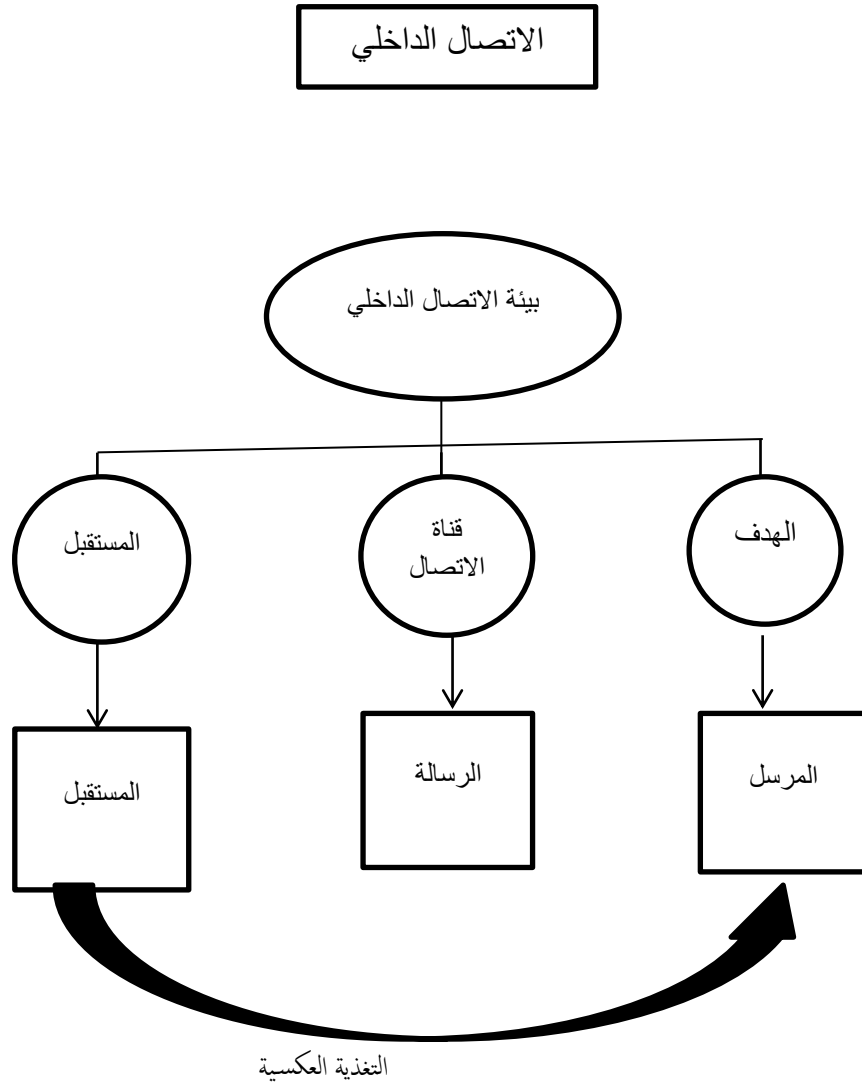 الاتصال الداخلي
بيئة الاتصال الداخلي
الهدف
قناة
الاتصال
المستقبل
المرسل
الرسالة
المستقبل
التغذية العكسية